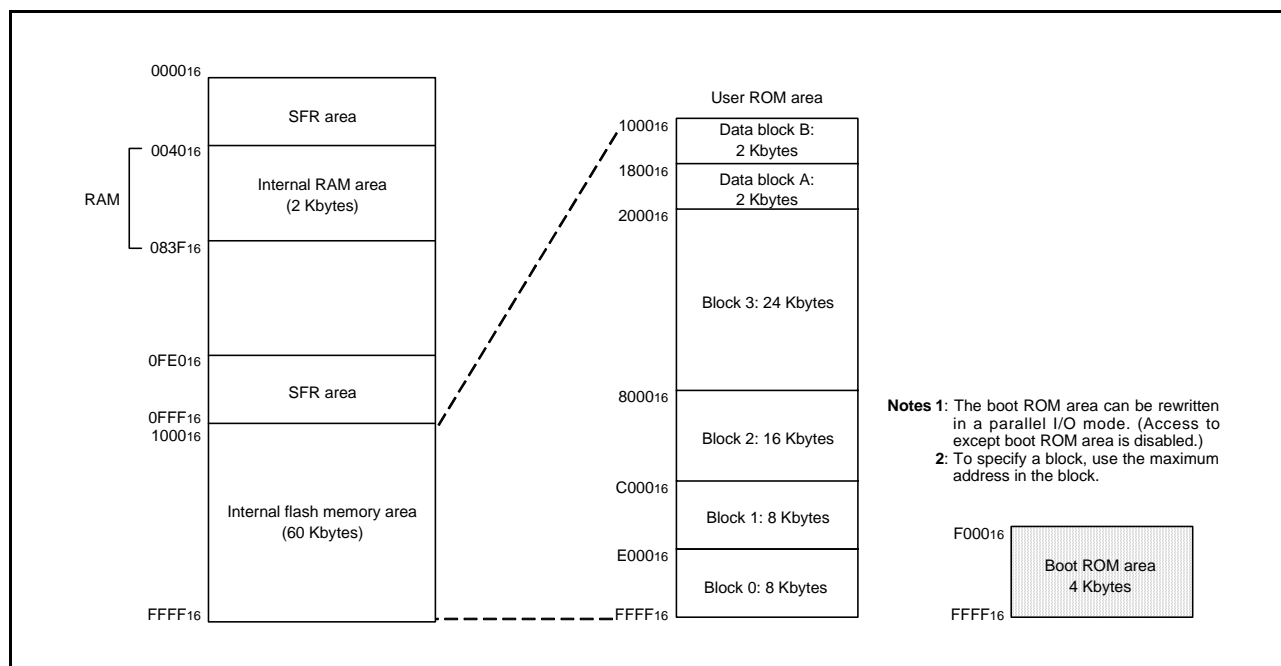 000016
SFR area
004016
RAM
Internal RAM area
(2 Kbytes)
083F16
0FE016
SFR area
0FFF16
100016
Internal flash memory area
(60 Kbytes)
FFFF16
User ROM area
100016
Data block B:
2 Kbytes
180016
Data block A:
2 Kbytes
200016
Block 3: 24 Kbytes
800016
Block 2: 16 Kbytes
C00016
Block 1: 8 Kbytes
E00016
Block 0: 8 Kbytes
FFFF16
Notes 1: The boot ROM area can be rewritten
in a parallel I/O mode. (Access to
except boot ROM area is disabled.)
2: To specify a block, use the maximum
address in the block.
F00016
Boot ROM area
4 Kbytes
FFFF16